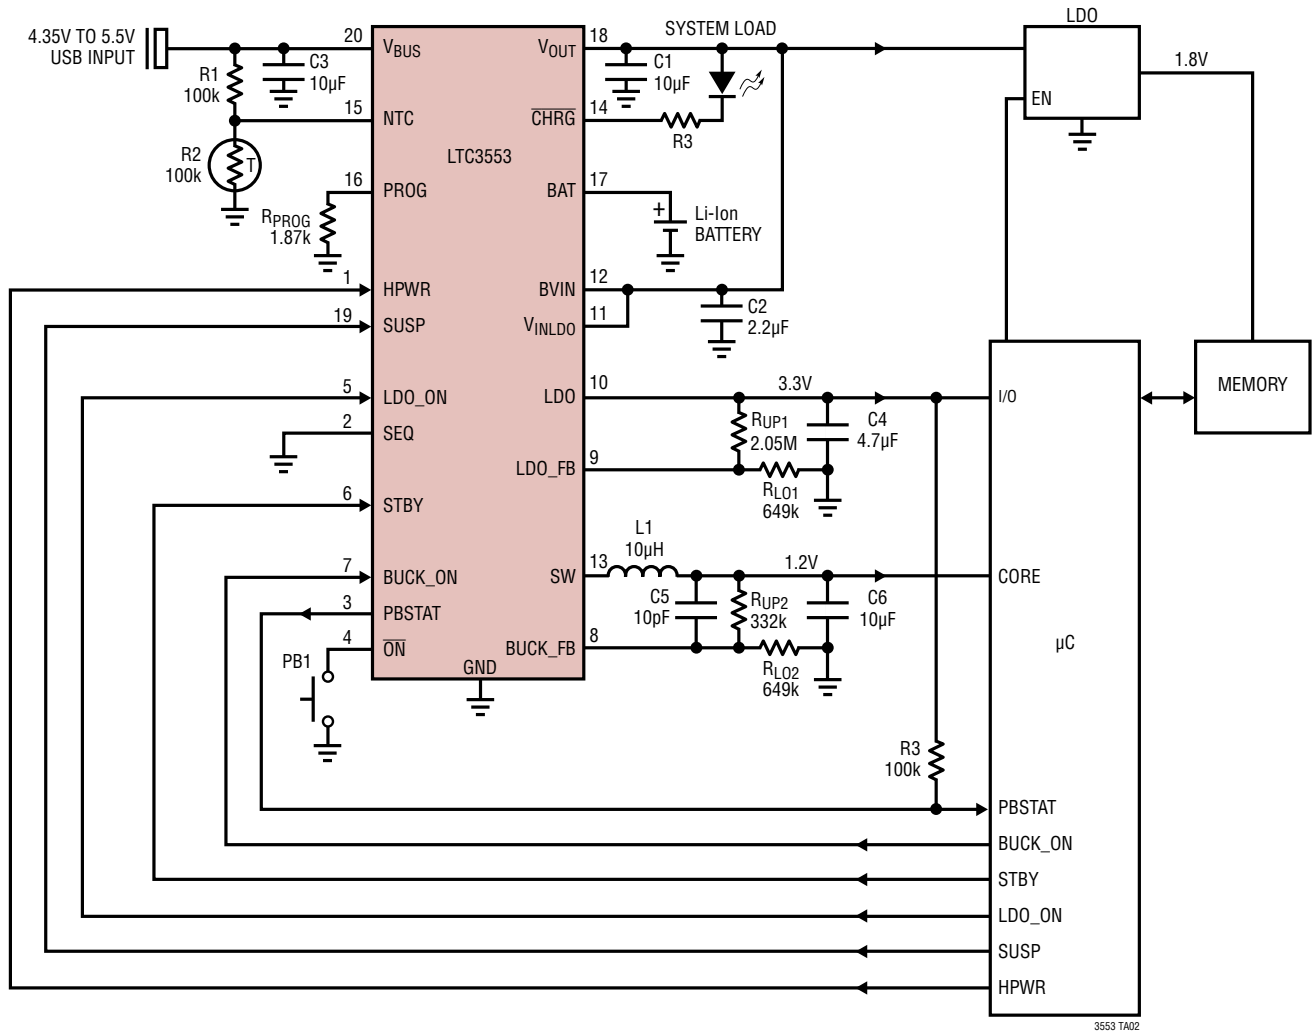 4.35V TO 5.5V
USB INPUT
R1
100k
C3
10µF
R2
100k
T
RPROG
1.87k
20
VBUS
15
NTC
16
PROG
1
HPWR
19
SUSP
5
LDO_ON
2
SEQ
6
STBY
7
BUCK_ON
3
PBSTAT
4
ON
PB1
LTC3553
GND
VOUT
18
CHRG
14
BAT
17
BVIN
12
VINLDO
11
LDO
10
LDO_FB
9
SW
13
BUCK_FB
8
SYSTEM LOAD
C1
10µF
R3
+
Li-Ion
BATTERY
C2
2.2µF
3.3V
RUP1
2.05M
C4
4.7µF
RLO1
649k
L1
10µH
1.2V
C5
10pF
RUP2
332k
C6
10µF
RLO2
649k
R3
100k
LDO
EN
1.8V
MEMORY
I/O
CORE
µC
PBSTAT
BUCK_ON
STBY
LDO_ON
SUSP
HPWR
3553 TA02